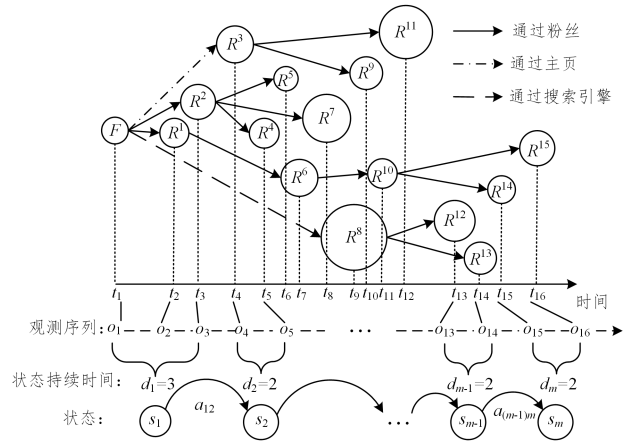 R³ R¹¹ 通过粉丝
通过主页
R⁵ R⁹
R² 通过搜索引擎
R⁷
F R¹ R⁴
R¹⁵
R⁶ R¹⁰
R¹⁴
R¹²
R⁸
R¹³
t₁ t₂ t₃ t₄ t₅ t₆ t₇ t₈ t₉ t₁₀ t₁₁ t₁₂ t₁₃ t₁₄ t₁₅ t₁₆ 时间
观测序列: o₁ o₂ o₃ o₄ o₅ ··· o₁₃ o₁₄ o₁₅ o₁₆
状态持续时间: d₁=3 d₂=2 dₘ₋₁=2 dₘ=2
a₁₂ a₍ₘ₋₁₎ₘ
状态: s₁ s₂ ··· sₘ₋₁ sₘ